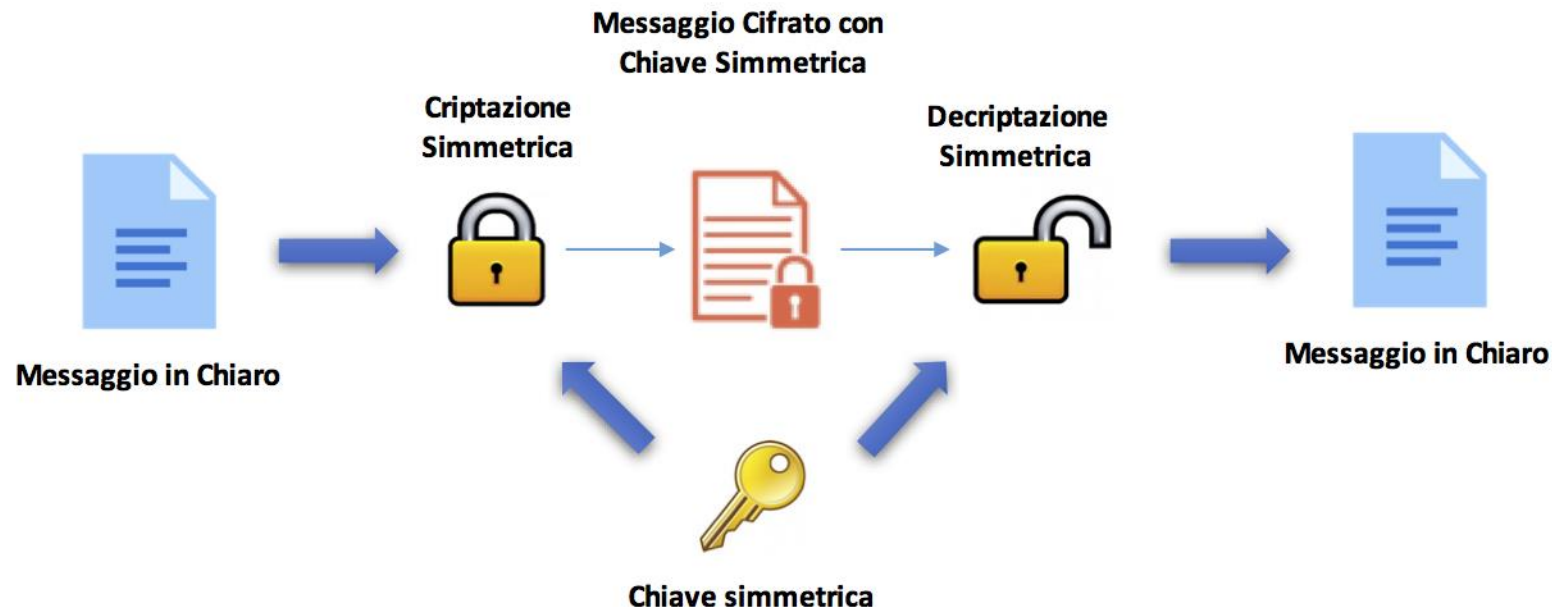 Messaggio Cifrato con
Chiave Simmetrica
Criptazione
Simmetrica
Decriptazione
Simmetrica
Messaggio in Chiaro
Messaggio in Chiaro
Chiave simmetrica